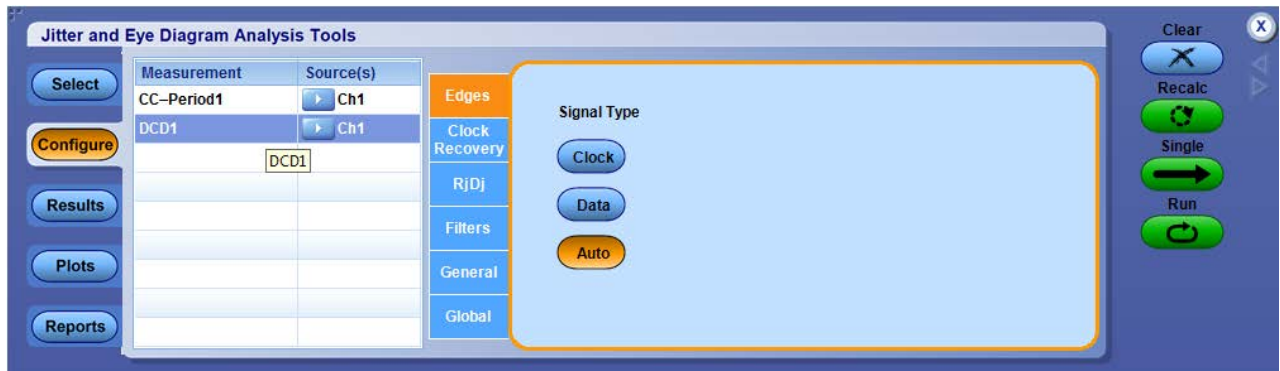 Jitter and Eye Diagram Analysis Tools
Select
Configure
Results
Plots
Reports
Measurement Source(s)
CC–Period1 Ch1
DCD1 Ch1
DCD1
Edges
Clock
Recovery
RjDj
Filters
General
Global
Signal Type
Clock
Data
Auto
Clear
Recalc
Single
Run
X